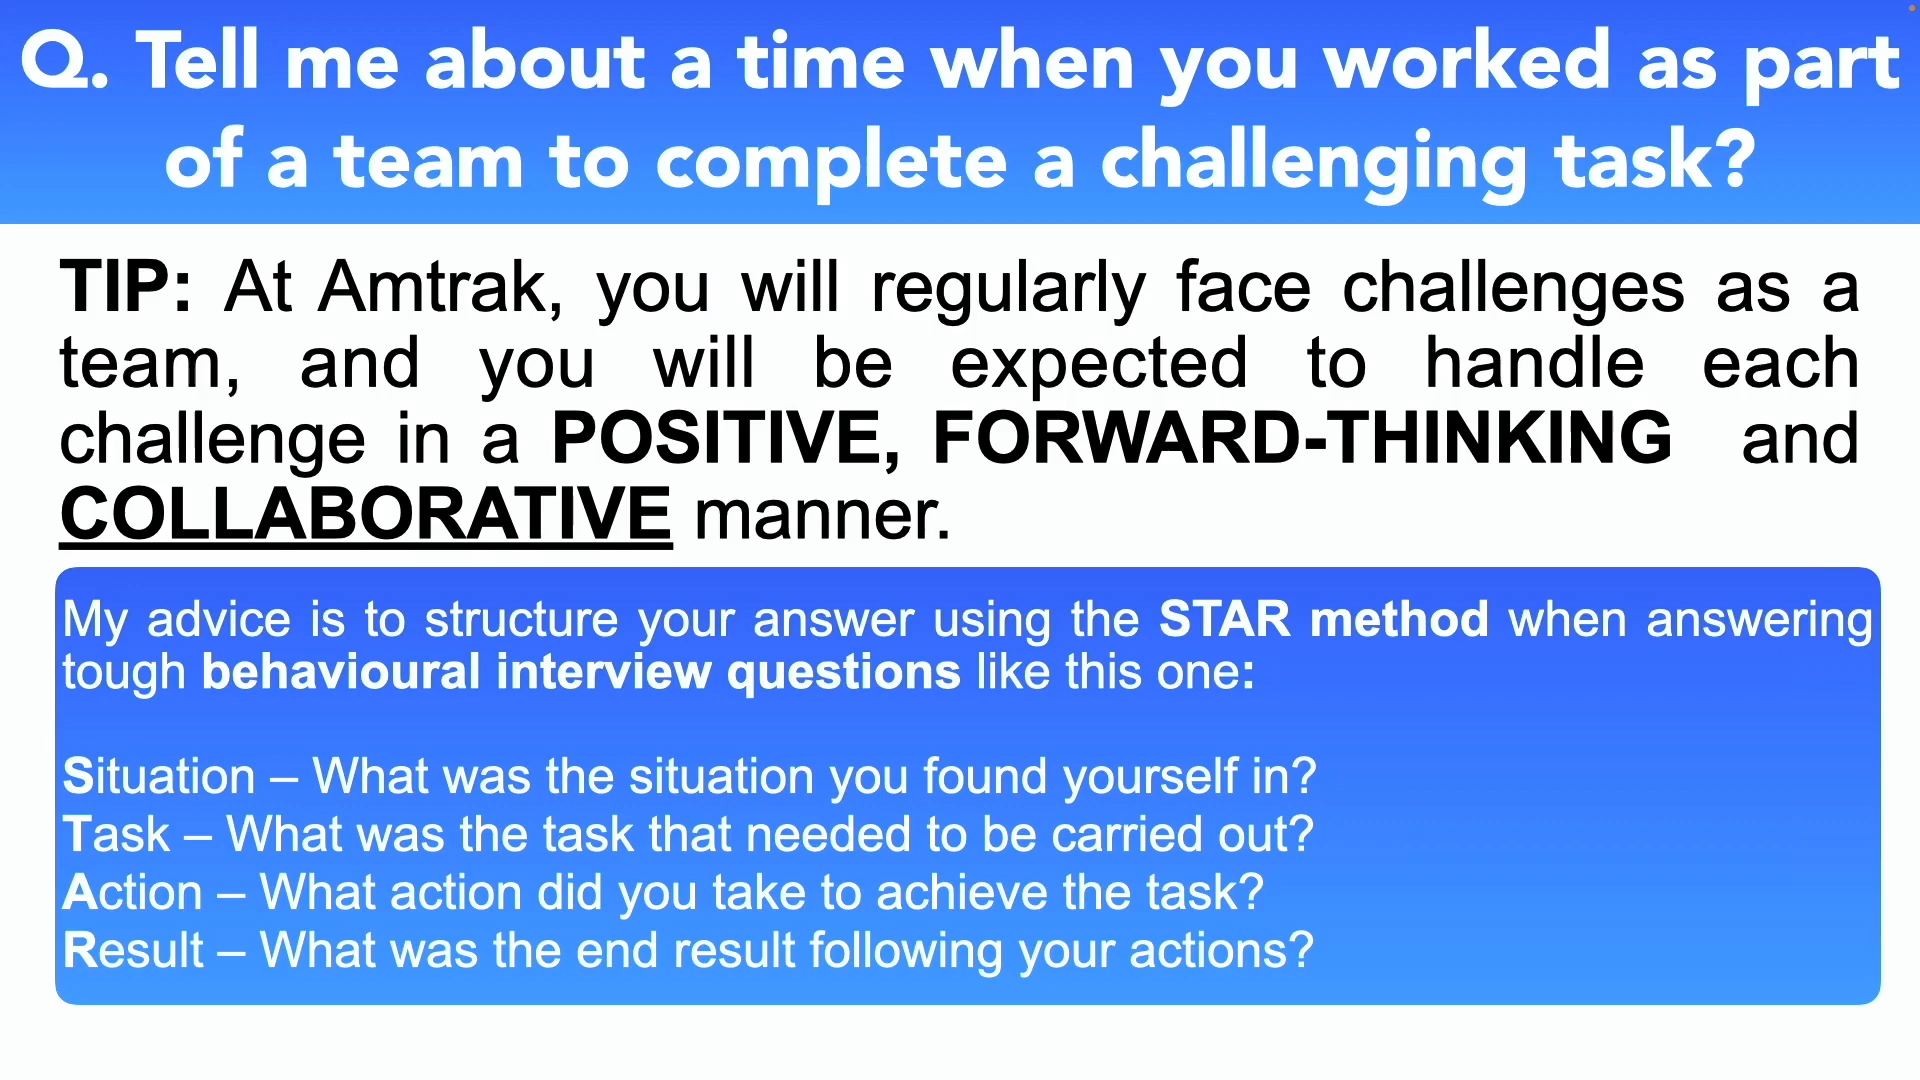 Q. Tell me about a time when you worked as part
of a team to complete a challenging task?
TIP: At Amtrak, you will regularly face challenges as a
team, and you will be expected to handle each
challenge in a POSITIVE, FORWARD-THINKING and
COLLABORATIVE manner.
My advice is to structure your answer using the STAR method when answering
tough behavioural interview questions like this one:
Situation – What was the situation you found yourself in?
Task – What was the task that needed to be carried out?
Action – What action did you take to achieve the task?
Result – What was the end result following your actions?